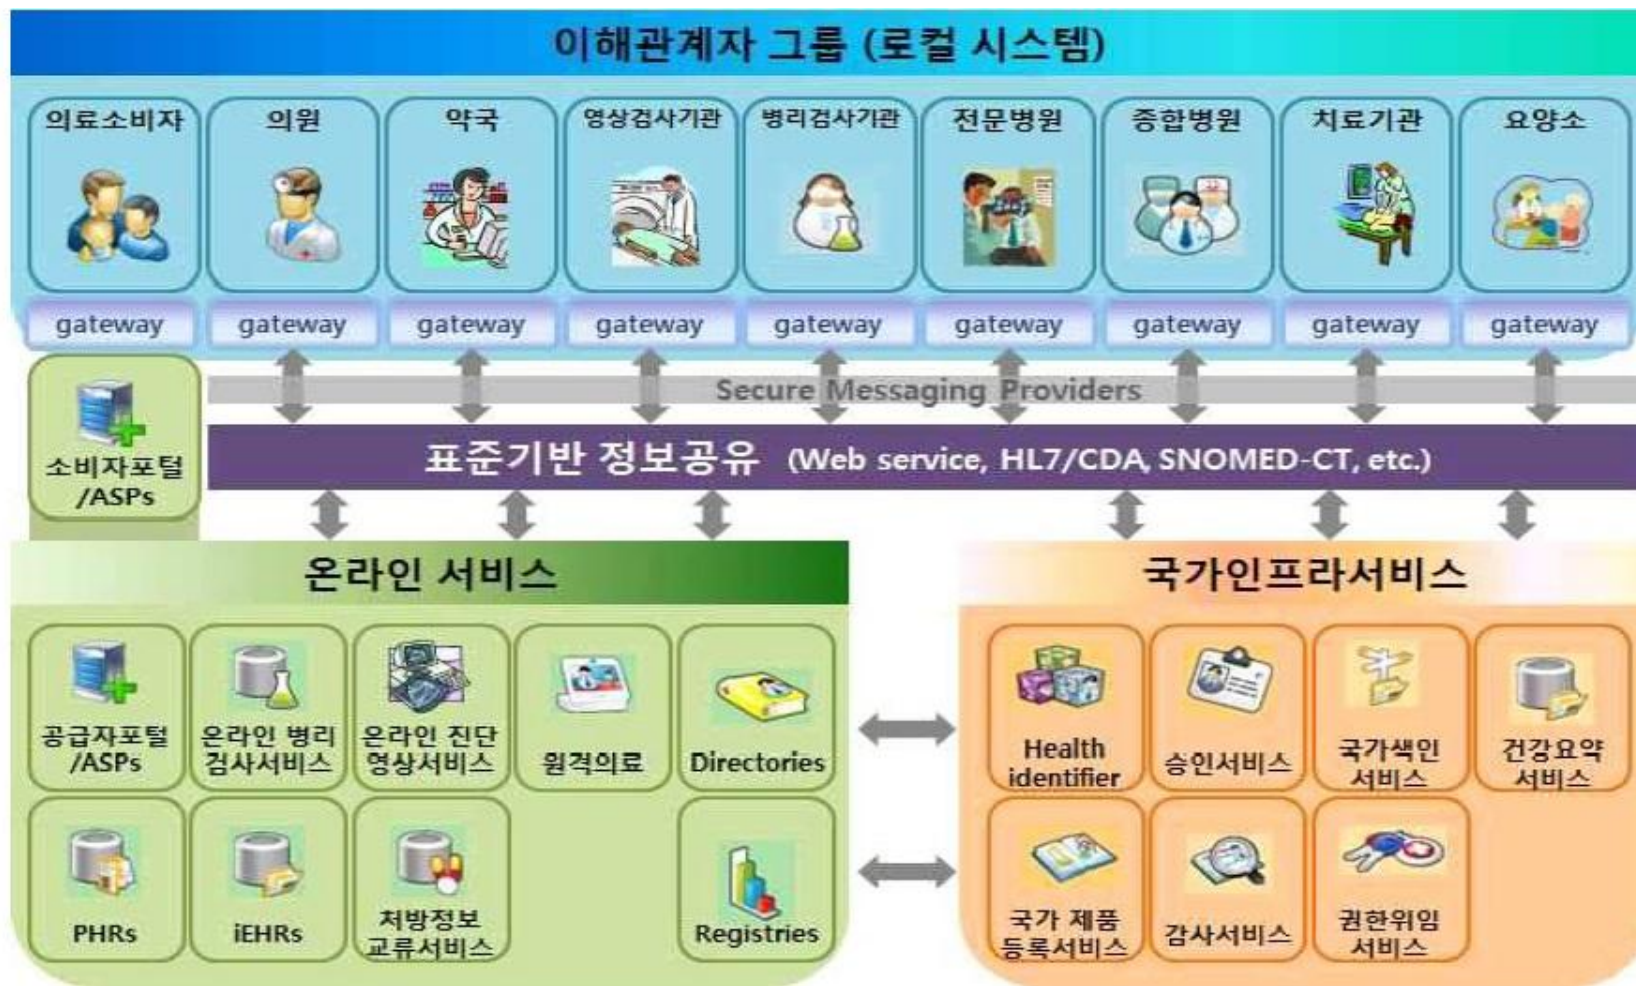 이해관계자 그룹 (로컬 시스템)
의료소비자
의원
약국
영상검사기관
병리검사기관
전문병원
종합병원
치료기관
요양소
gateway
gateway
gateway
gateway
gateway
gateway
gateway
gateway
gateway
Secure Messaging Providers
소비자포털
/ASPs
표준기반 정보공유 (Web service, HL7/CDA, SNOMED-CT, etc.)
온라인 서비스
공급자포털
/ASPs
온라인 병리
검사서비스
온라인 진단
영상서비스
원격의료
Directories
PHRs
iEHRs
처방정보
교류서비스
Registries
국가인프라서비스
Health
identifier
승인서비스
국가색인
서비스
건강요약
서비스
국가 제품
등록서비스
감사서비스
권한위임
서비스